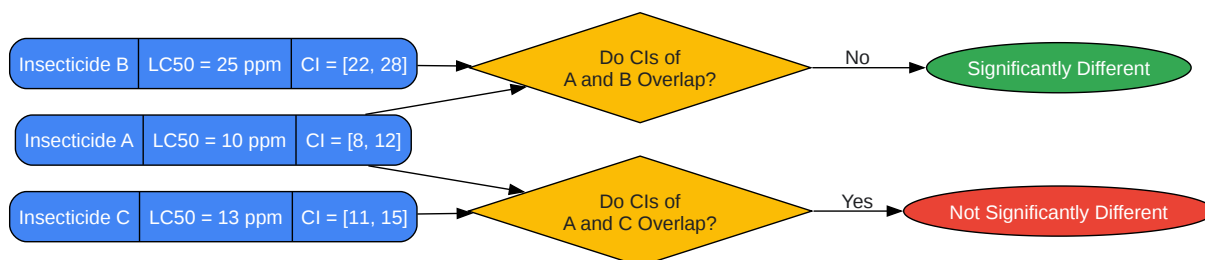 Insecticide B
LC50 = 25 ppm
CI = [22, 28]
Do CIs of
A and B Overlap?
No
Significantly Different
Insecticide A
LC50 = 10 ppm
CI = [8, 12]
Insecticide C
LC50 = 13 ppm
CI = [11, 15]
Do CIs of
A and C Overlap?
Yes
Not Significantly Different